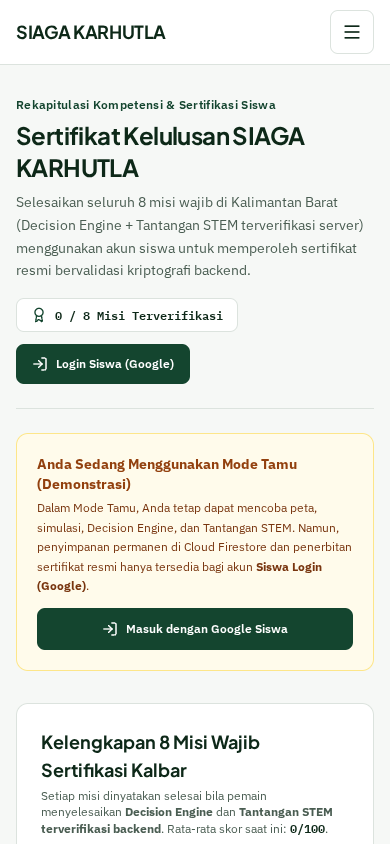 SIAGA KARHUTLA
Rekapitulasi Kompetensi & Sertifikasi Siswa
Sertifikat Kelulusan SIAGA
KARHUTLA
Selesaikan seluruh 8 misi wajib di Kalimantan Barat
(Decision Engine + Tantangan STEM terverifikasi server)
menggunakan akun siswa untuk memperoleh sertifikat
resmi bervalidasi kriptografi backend.
0 / 8 Misi Terverifikasi
Login Siswa (Google)
Anda Sedang Menggunakan Mode Tamu
(Demonstrasi)
Dalam Mode Tamu, Anda tetap dapat mencoba peta,
simulasi, Decision Engine, dan Tantangan STEM. Namun,
penyimpanan permanen di Cloud Firestore dan penerbitan
sertifikat resmi hanya tersedia bagi akun Siswa Login
(Google).
Masuk dengan Google Siswa
Kelengkapan 8 Misi Wajib
Sertifikasi Kalbar
Setiap misi dinyatakan selesai bila pemain
menyelesaikan Decision Engine dan Tantangan STEM
terverifikasi backend. Rata-rata skor saat ini: 0/100.